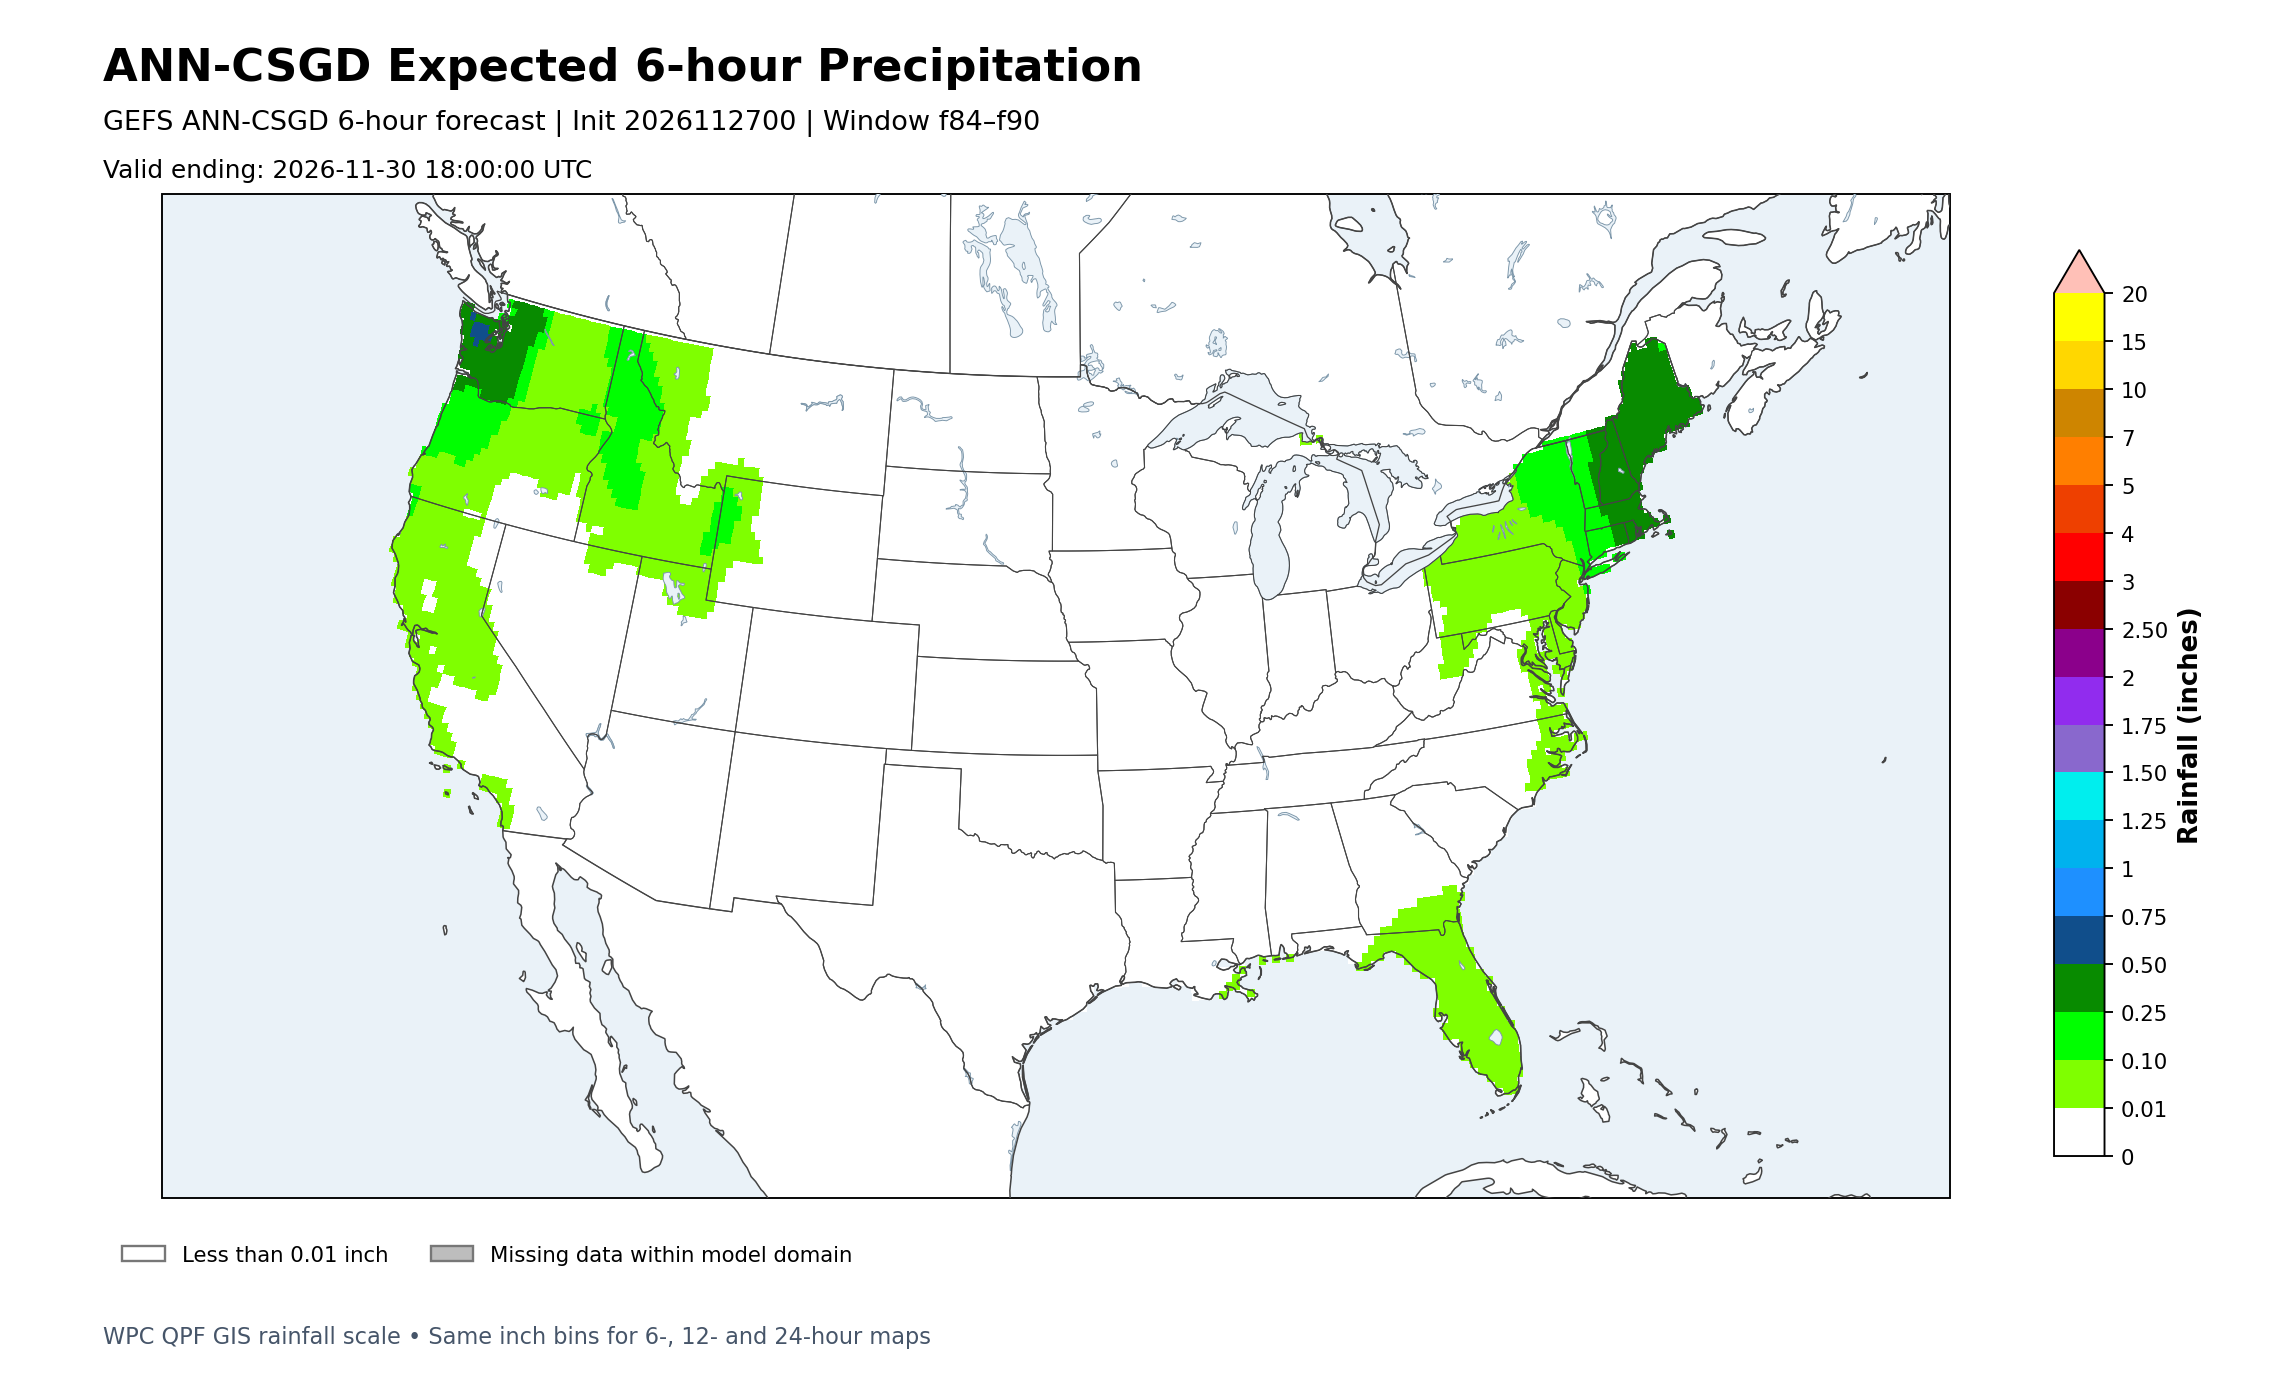 ANN-CSGD Expected 6-hour Precipitation
GEFS ANN-CSGD 6-hour forecast | Init 2026112700 | Window f84–f90
Valid ending: 2026-11-30 18:00:00 UTC
20
15
10
7
5
4
3
2.50
2
1.75
1.50
1.25
1
0.75
0.50
0.25
0.10
0.01
0
Rainfall (inches)
Less than 0.01 inch
Missing data within model domain
WPC QPF GIS rainfall scale • Same inch bins for 6-, 12- and 24-hour maps